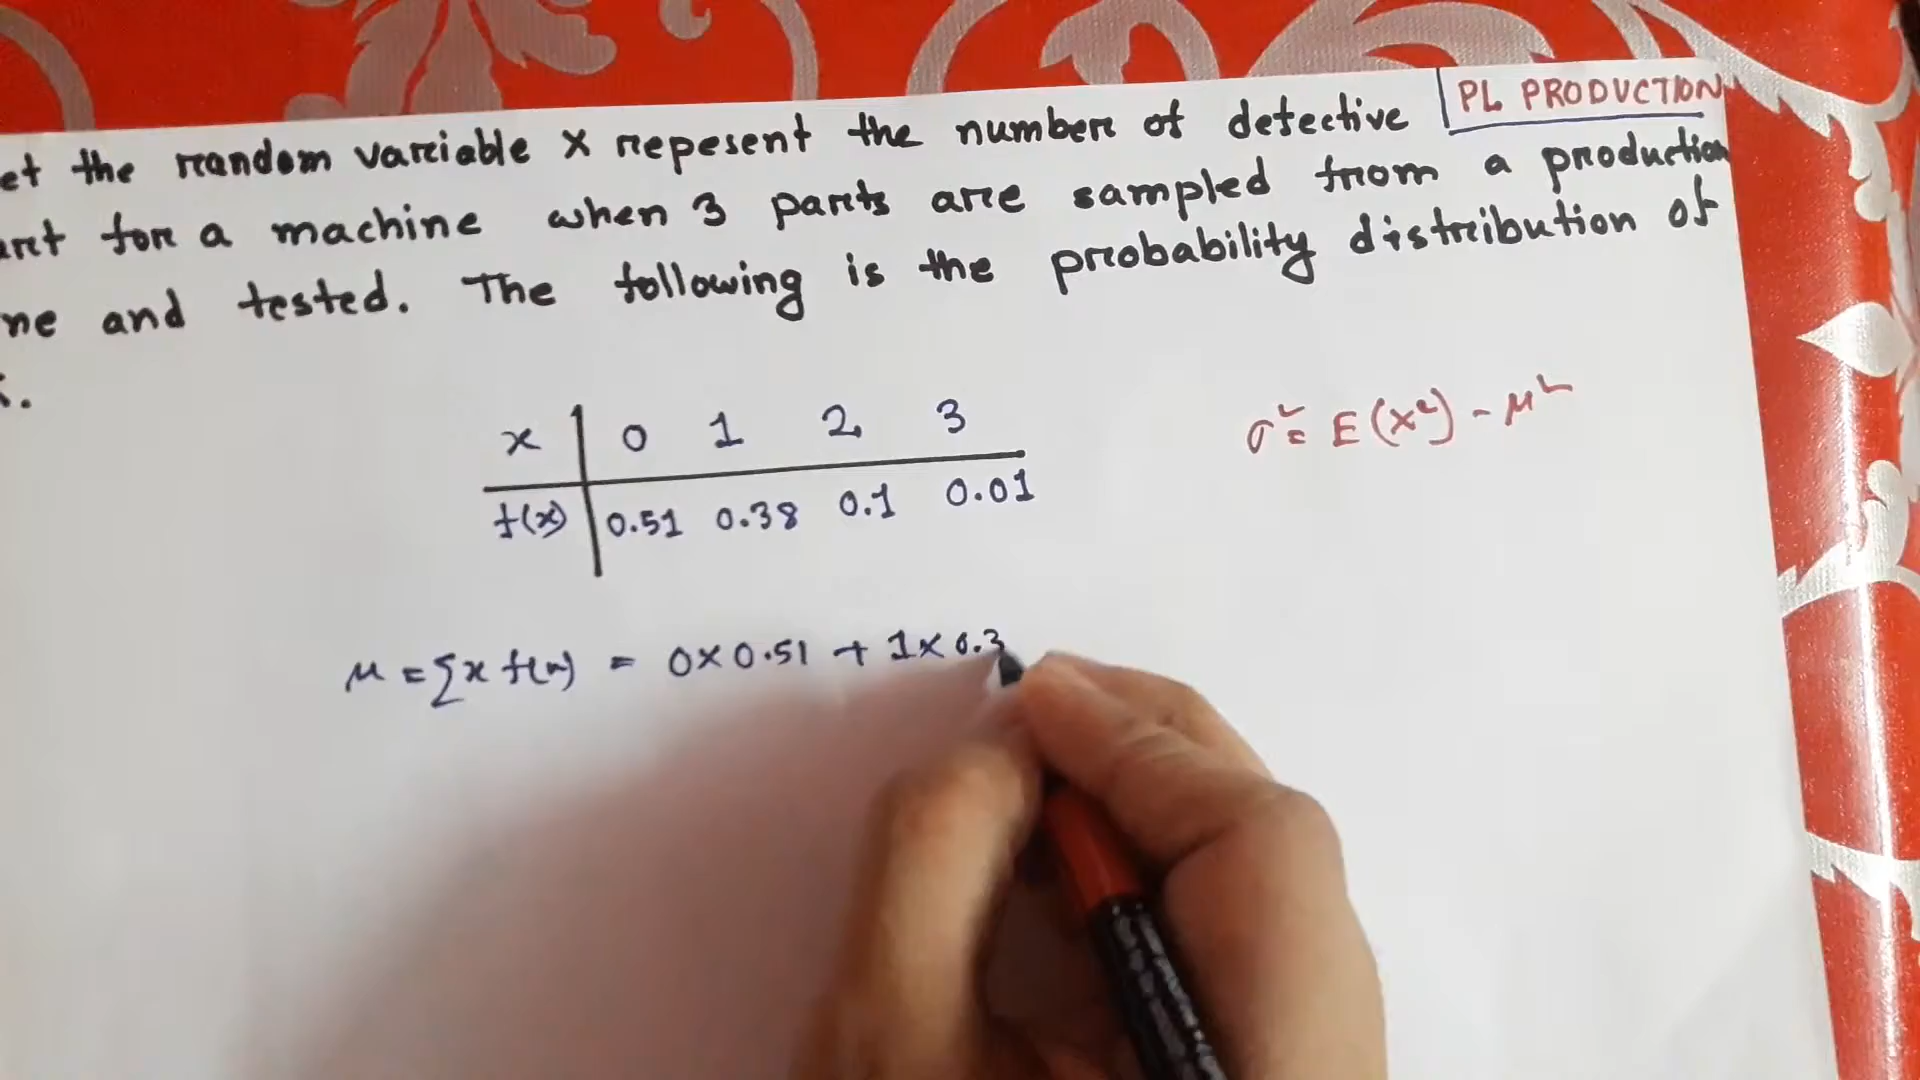 et the random variable x repesent the number of defective
PL PRODUCTION
art for a machine when 3 parts are sampled from a production
ne and tested. The following is the probability distribution of
x 0 1 2 3
f(x) 0.51 0.38 0.1 0.01
σ² = E(x²) - μ²
μ = Σx f(x) = 0×0.51 + 1×0.3